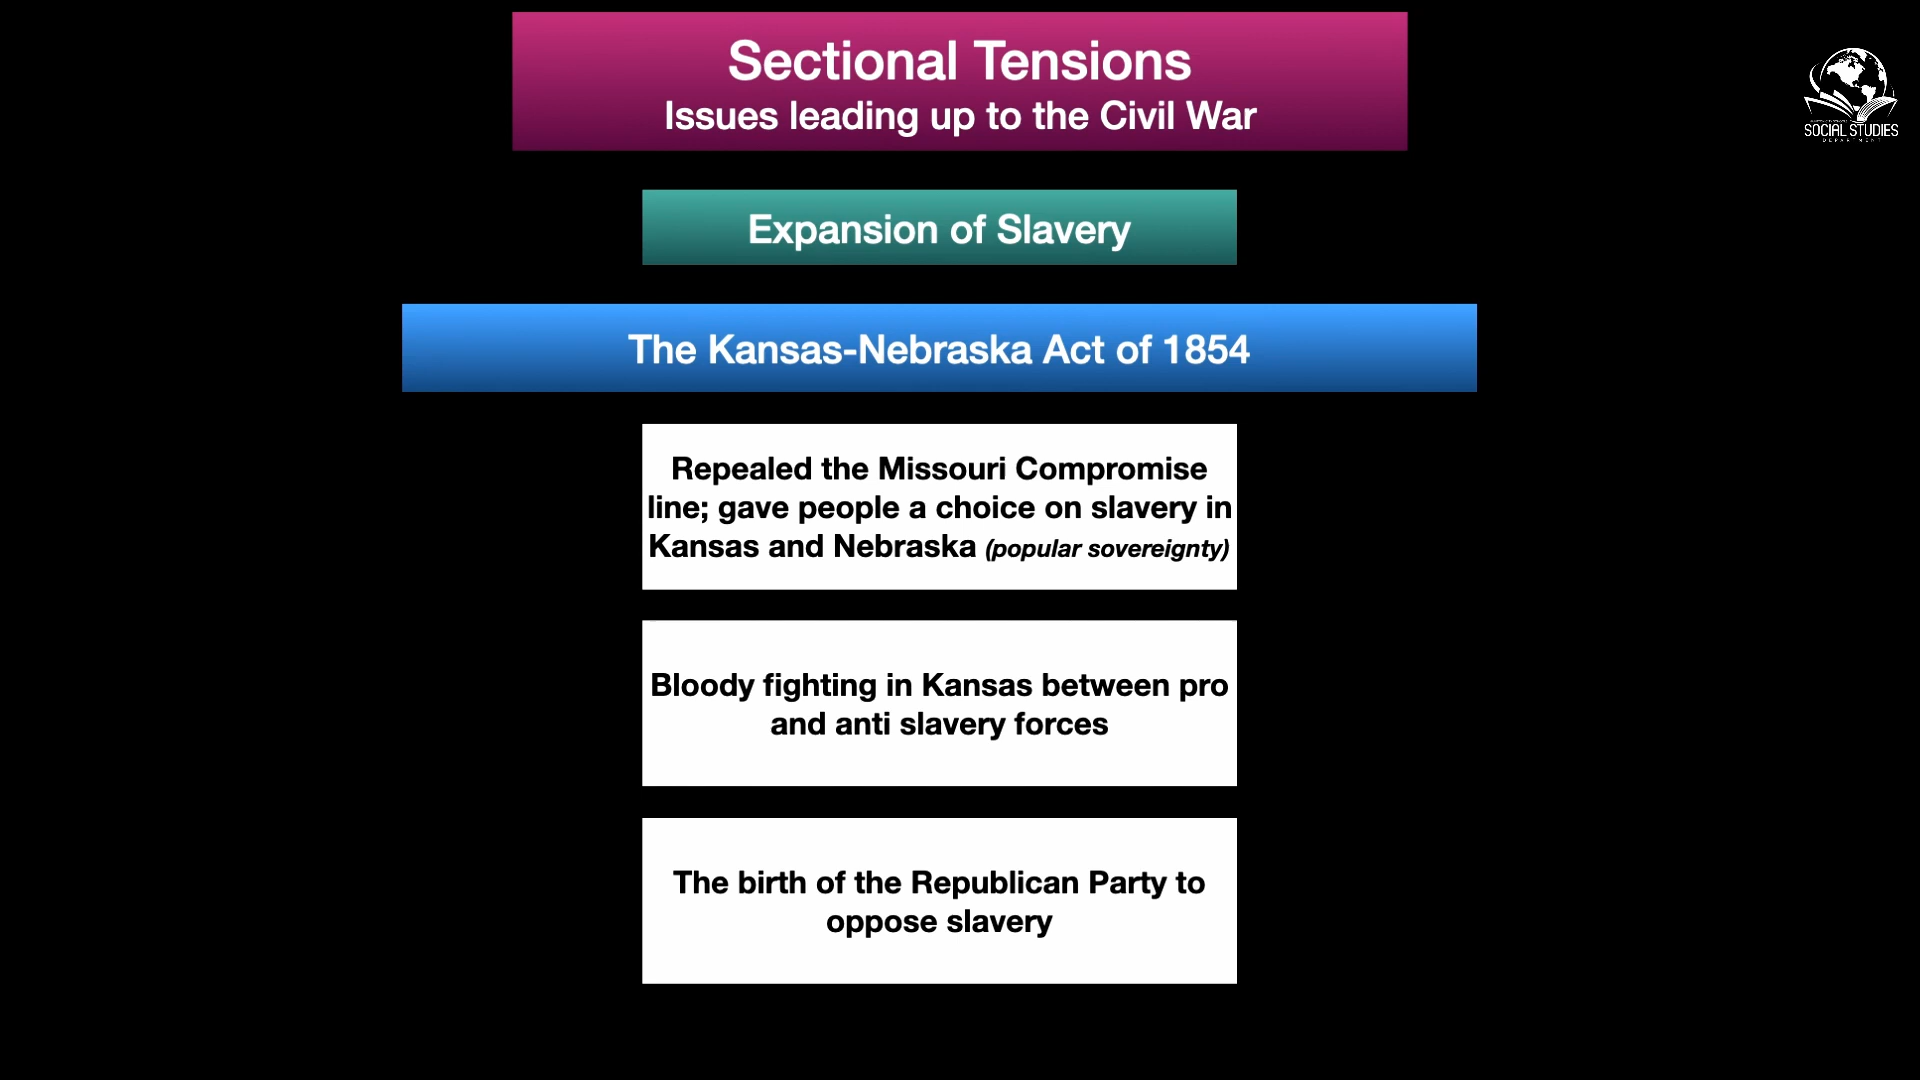 Sectional Tensions
Issues leading up to the Civil War
SOCIAL STUDIES
DEPARTMENT
Expansion of Slavery
The Kansas-Nebraska Act of 1854
Repealed the Missouri Compromise
line; gave people a choice on slavery in
Kansas and Nebraska (popular sovereignty)
Bloody fighting in Kansas between pro
and anti slavery forces
The birth of the Republican Party to
oppose slavery